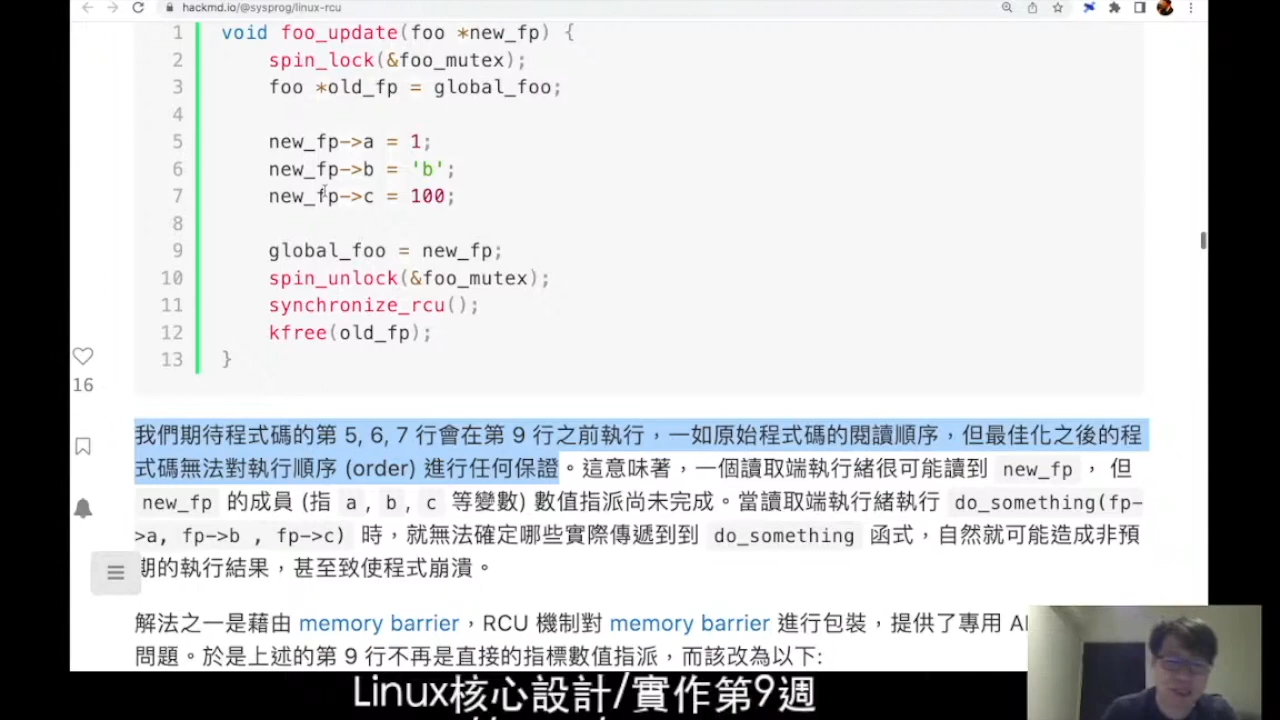 hackmd.io/@sysprog/linux-rcu
1 void foo_update(foo *new_fp) {
2 spin_lock(&foo_mutex);
3 foo *old_fp = global_foo;
4
5 new_fp->a = 1;
6 new_fp->b = 'b';
7 new_fp->c = 100;
8
9 global_foo = new_fp;
10 spin_unlock(&foo_mutex);
11 synchronize_rcu();
12 kfree(old_fp);
13 }
16
我們期待程式碼的第 5, 6, 7 行會在第 9 行之前執行，一如原始程式碼的閱讀順序，但最佳化之後的程
式碼無法對執行順序 (order) 進行任何保證。這意味著，一個讀取端執行緒很可能讀到 new_fp ，但
new_fp 的成員 (指 a , b , c 等變數) 數值指派尚未完成。當讀取端執行緒執行 do_something(fp-
>a, fp->b , fp->c) 時，就無法確定哪些實際傳遞到到 do_something 函式，自然就可能造成非預
期的執行結果，甚至致使程式崩潰。
解法之一是藉由 memory barrier，RCU 機制對 memory barrier 進行包裝，提供了專用
問題。於是上述的第 9 行不再是直接的指標數值指派，而該改為以下:
Linux核心設計/實作第9週